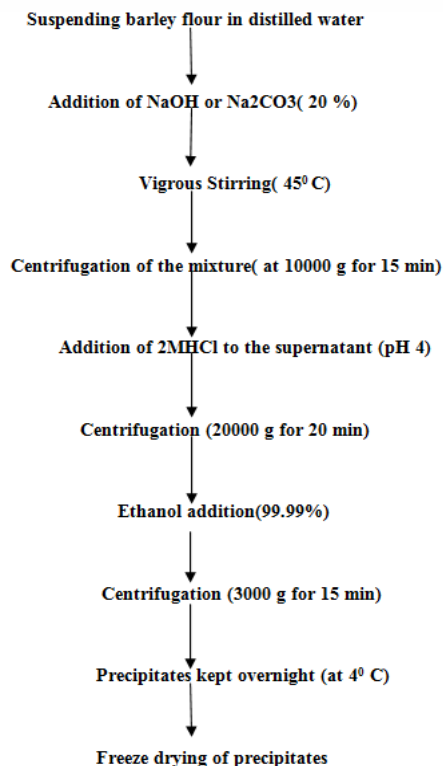 Suspending barley flour in distilled water
Addition of NaOH or Na2CO3( 20 %)
Vigrous Stirring( 45⁰ C)
Centrifugation of the mixture( at 10000 g for 15 min)
Addition of 2MHCl to the supernatant (pH 4)
Centrifugation (20000 g for 20 min)
Ethanol addition(99.99%)
Centrifugation (3000 g for 15 min)
Precipitates kept overnight (at 4⁰ C)
Freeze drying of precipitates